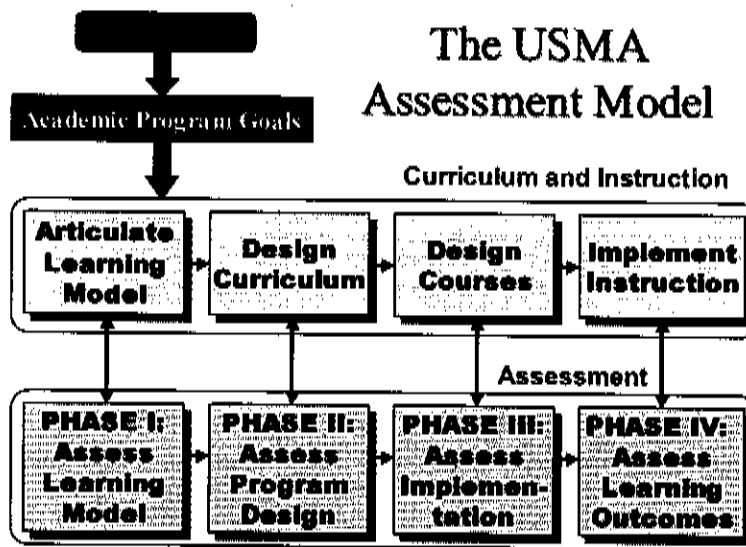 The USMA
Assessment Model
Academic Program Goals
Curriculum and Instruction
Articulate
Learning
Model
Design
Curriculum
Design
Courses
Implement
Instruction
Assessment
PHASE I:
Assess
Learning
Model
PHASE II:
Assess
Program
Design
PHASE III:
Assess
Implemen-
tation
PHASE IV:
Assess
Learning
Outcomes